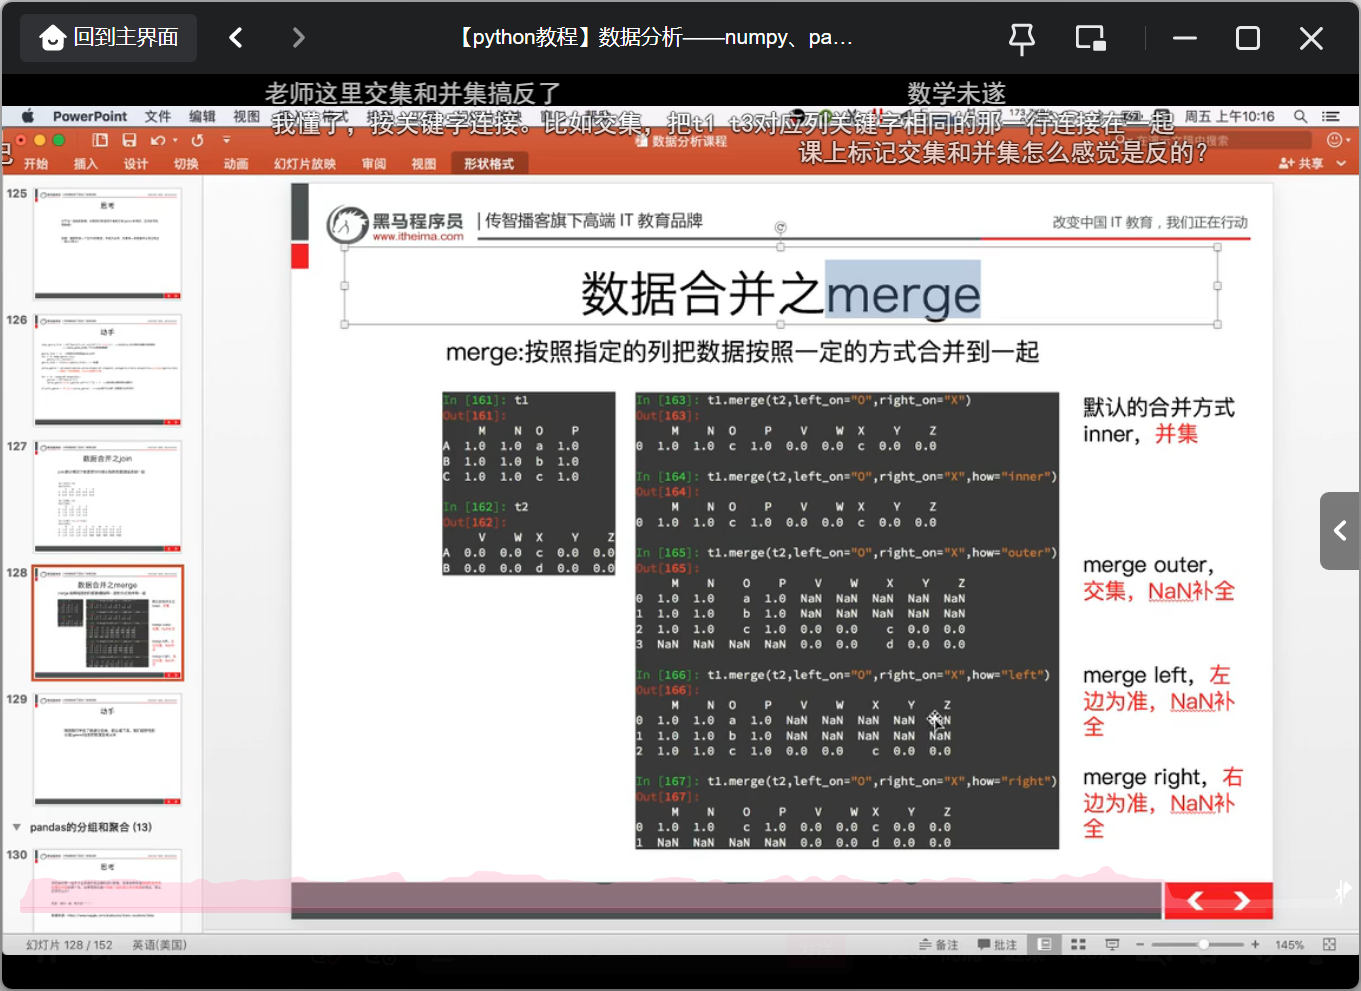 回到主界面
【python教程】数据分析——numpy、pa...
老师这里交集和并集搞反了
数学未遂
PowerPoint 文件 编辑 视图
周五 上午10:16
我懂了，按关键字连接。比如交集，把t1 t3对应列关键字相同的那一行连接在一起
数据分析课程
课上标记交集和并集怎么感觉是反的？
开始 插入 设计 切换 动画 幻灯片放映 审阅 视图 形状格式
共享
125
思考
126
动手
127
数据合并之join
128
数据合并之merge
129
动手
pandas的分组和聚合 (13)
130
思考
黑马程序员
www.itheima.com
传智播客旗下高端 IT 教育品牌
改变中国 IT 教育，我们正在行动
数据合并之merge
merge:按照指定的列把数据按照一定的方式合并到一起
In [161]: t1
Out[161]:
M N O P
A 1.0 1.0 a 1.0
B 1.0 1.0 b 1.0
C 1.0 1.0 c 1.0
In [162]: t2
Out[162]:
V W X Y Z
A 0.0 0.0 c 0.0 0.0
B 0.0 0.0 d 0.0 0.0
In [163]: t1.merge(t2,left_on="O",right_on="X")
Out[163]:
M N O P V W X Y Z
0 1.0 1.0 c 1.0 0.0 0.0 c 0.0 0.0
In [164]: t1.merge(t2,left_on="O",right_on="X",how="inner")
Out[164]:
M N O P V W X Y Z
0 1.0 1.0 c 1.0 0.0 0.0 c 0.0 0.0
In [165]: t1.merge(t2,left_on="O",right_on="X",how="outer")
Out[165]:
M N O P V W X Y Z
0 1.0 1.0 a 1.0 NaN NaN NaN NaN NaN
1 1.0 1.0 b 1.0 NaN NaN NaN NaN NaN
2 1.0 1.0 c 1.0 0.0 0.0 c 0.0 0.0
3 NaN NaN NaN NaN 0.0 0.0 d 0.0 0.0
In [166]: t1.merge(t2,left_on="O",right_on="X",how="left")
Out[166]:
M N O P V W X Y Z
0 1.0 1.0 a 1.0 NaN NaN NaN NaN NaN
1 1.0 1.0 b 1.0 NaN NaN NaN NaN NaN
2 1.0 1.0 c 1.0 0.0 0.0 c 0.0 0.0
In [167]: t1.merge(t2,left_on="O",right_on="X",how="right")
Out[167]:
M N O P V W X Y Z
0 1.0 1.0 c 1.0 0.0 0.0 c 0.0 0.0
1 NaN NaN NaN NaN 0.0 0.0 d 0.0 0.0
默认的合并方式
inner，并集
merge outer，
交集，NaN补全
merge left，左
边为准，NaN补
全
merge right，右
边为准，NaN补
全
幻灯片 128 / 152 英语(美国)
备注 批注 145%